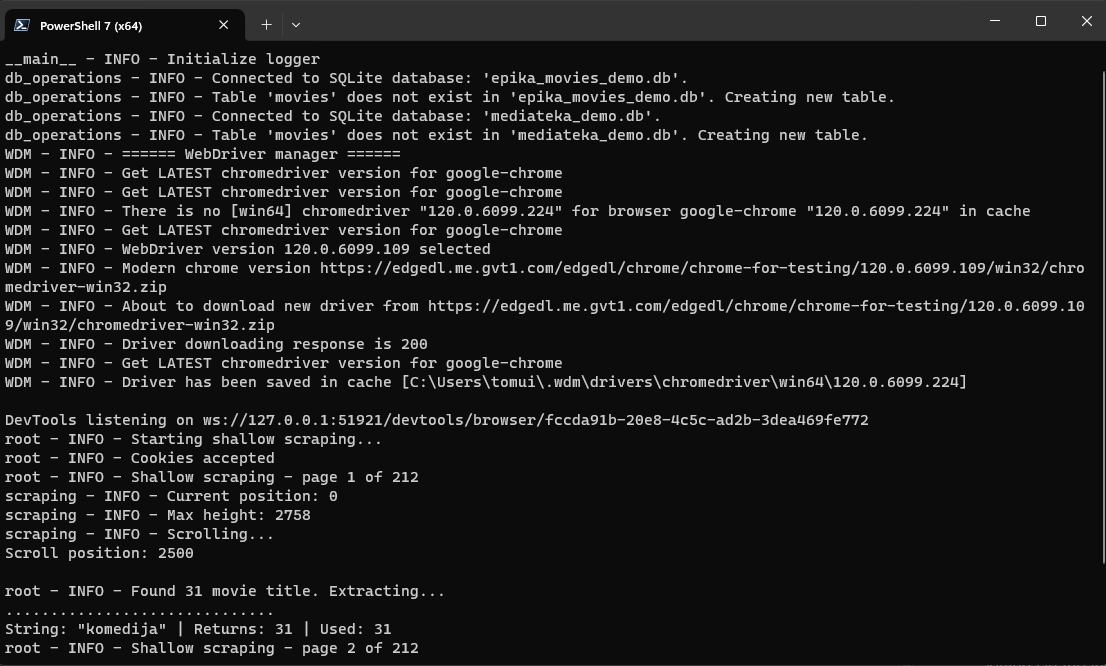 PowerShell 7 (x64)
__main__ - INFO - Initialize logger
db_operations - INFO - Connected to SQLite database: 'epika_movies_demo.db'.
db_operations - INFO - Table 'movies' does not exist in 'epika_movies_demo.db'. Creating new table.
db_operations - INFO - Connected to SQLite database: 'mediateka_demo.db'.
db_operations - INFO - Table 'movies' does not exist in 'mediateka_demo.db'. Creating new table.
WDM - INFO - ====== WebDriver manager ======
WDM - INFO - Get LATEST chromedriver version for google-chrome
WDM - INFO - Get LATEST chromedriver version for google-chrome
WDM - INFO - There is no [win64] chromedriver "120.0.6099.224" for browser google-chrome "120.0.6099.224" in cache
WDM - INFO - Get LATEST chromedriver version for google-chrome
WDM - INFO - WebDriver version 120.0.6099.109 selected
WDM - INFO - Modern chrome version https://edgedl.me.gvt1.com/edgedl/chrome/chrome-for-testing/120.0.6099.109/win32/chro
medriver-win32.zip
WDM - INFO - About to download new driver from https://edgedl.me.gvt1.com/edgedl/chrome/chrome-for-testing/120.0.6099.10
9/win32/chromedriver-win32.zip
WDM - INFO - Driver downloading response is 200
WDM - INFO - Get LATEST chromedriver version for google-chrome
WDM - INFO - Driver has been saved in cache [C:\Users\tomui\.wdm\drivers\chromedriver\win64\120.0.6099.224]
DevTools listening on ws://127.0.0.1:51921/devtools/browser/fccda91b-20e8-4c5c-ad2b-3dea469fe772
root - INFO - Starting shallow scraping...
root - INFO - Cookies accepted
root - INFO - Shallow scraping - page 1 of 212
scraping - INFO - Current position: 0
scraping - INFO - Max height: 2758
scraping - INFO - Scrolling...
Scroll position: 2500
root - INFO - Found 31 movie title. Extracting...
..............................
String: "komedija" | Returns: 31 | Used: 31
root - INFO - Shallow scraping - page 2 of 212